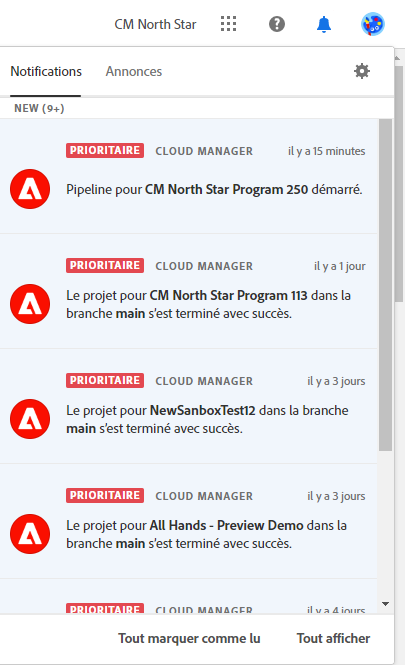 CM North Star
Notifications Annonces
NEW (9+)
PRIORITAIRE CLOUD MANAGER il y a 15 minutes
Pipeline pour CM North Star Program 250 démarré.
PRIORITAIRE CLOUD MANAGER il y a 1 jour
Le projet pour CM North Star Program 113 dans la
branche main s'est terminé avec succès.
PRIORITAIRE CLOUD MANAGER il y a 3 jours
Le projet pour NewSanboxTest12 dans la branche
main s'est terminé avec succès.
PRIORITAIRE CLOUD MANAGER il y a 3 jours
Le projet pour All Hands - Preview Demo dans la
branche main s'est terminé avec succès.
PRIORITAIRE CLOUD MANAGER il y a 4 jours
Tout marquer comme lu Tout afficher